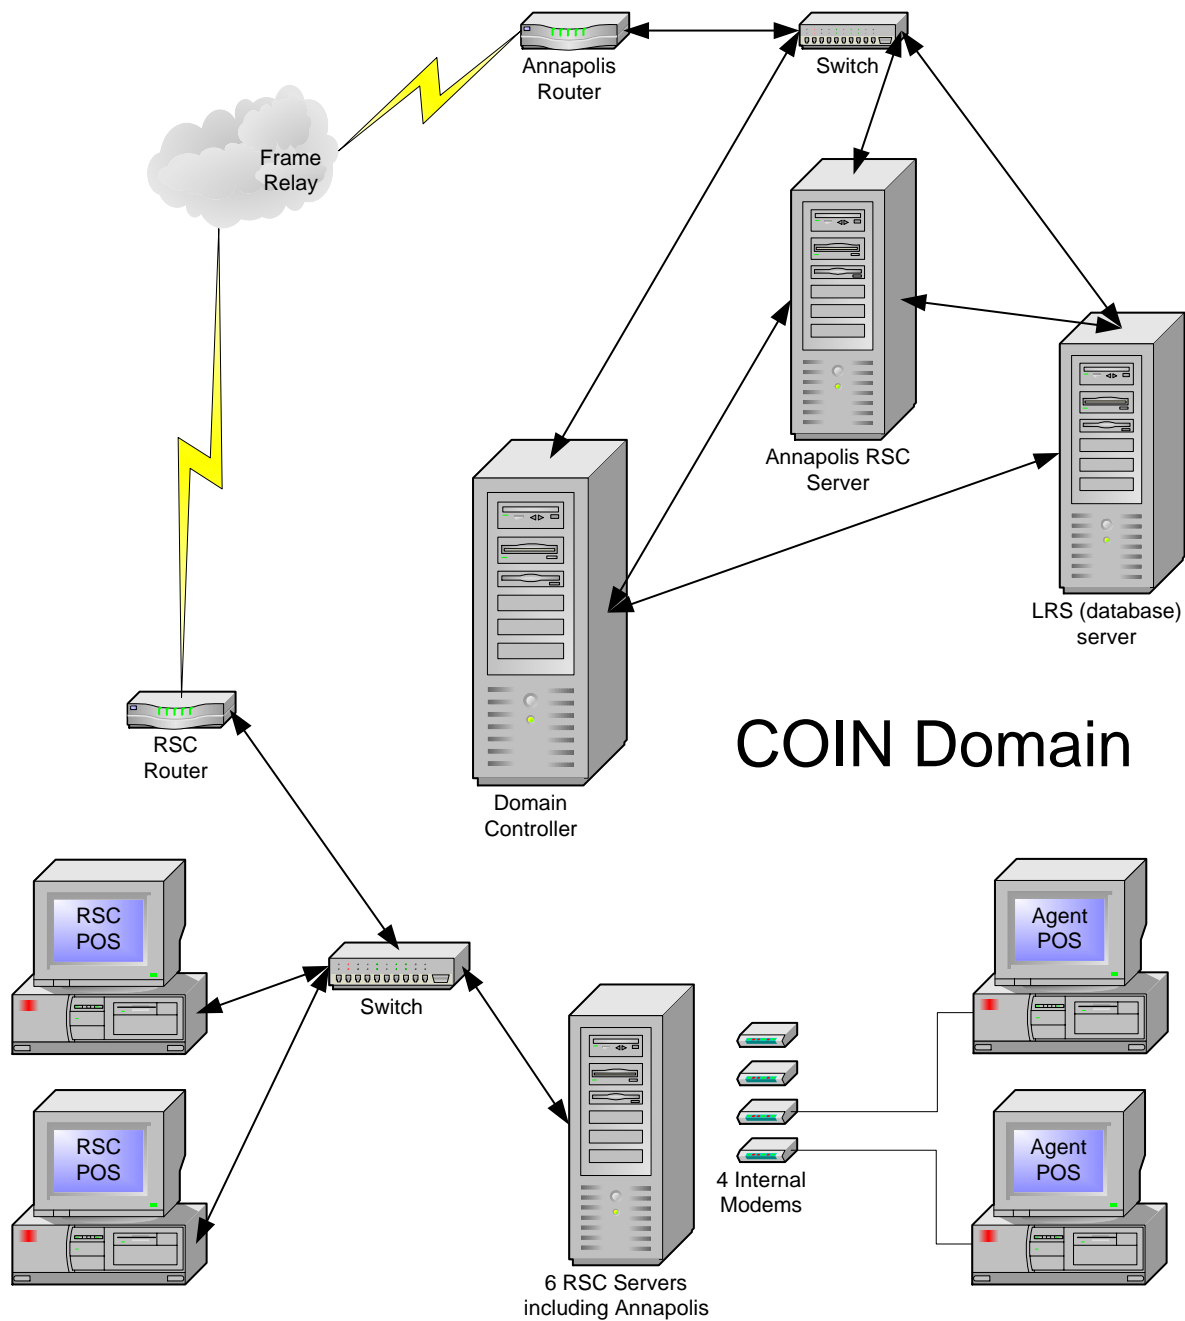 Annapolis
Router
Switch
Frame
Relay
Annapolis RSC
Server
LRS (database)
server
RSC
Router
COIN Domain
Domain
Controller
RSC
POS
Agent
POS
Switch
RSC
POS
Agent
POS
4 Internal
Modems
6 RSC Servers
including Annapolis